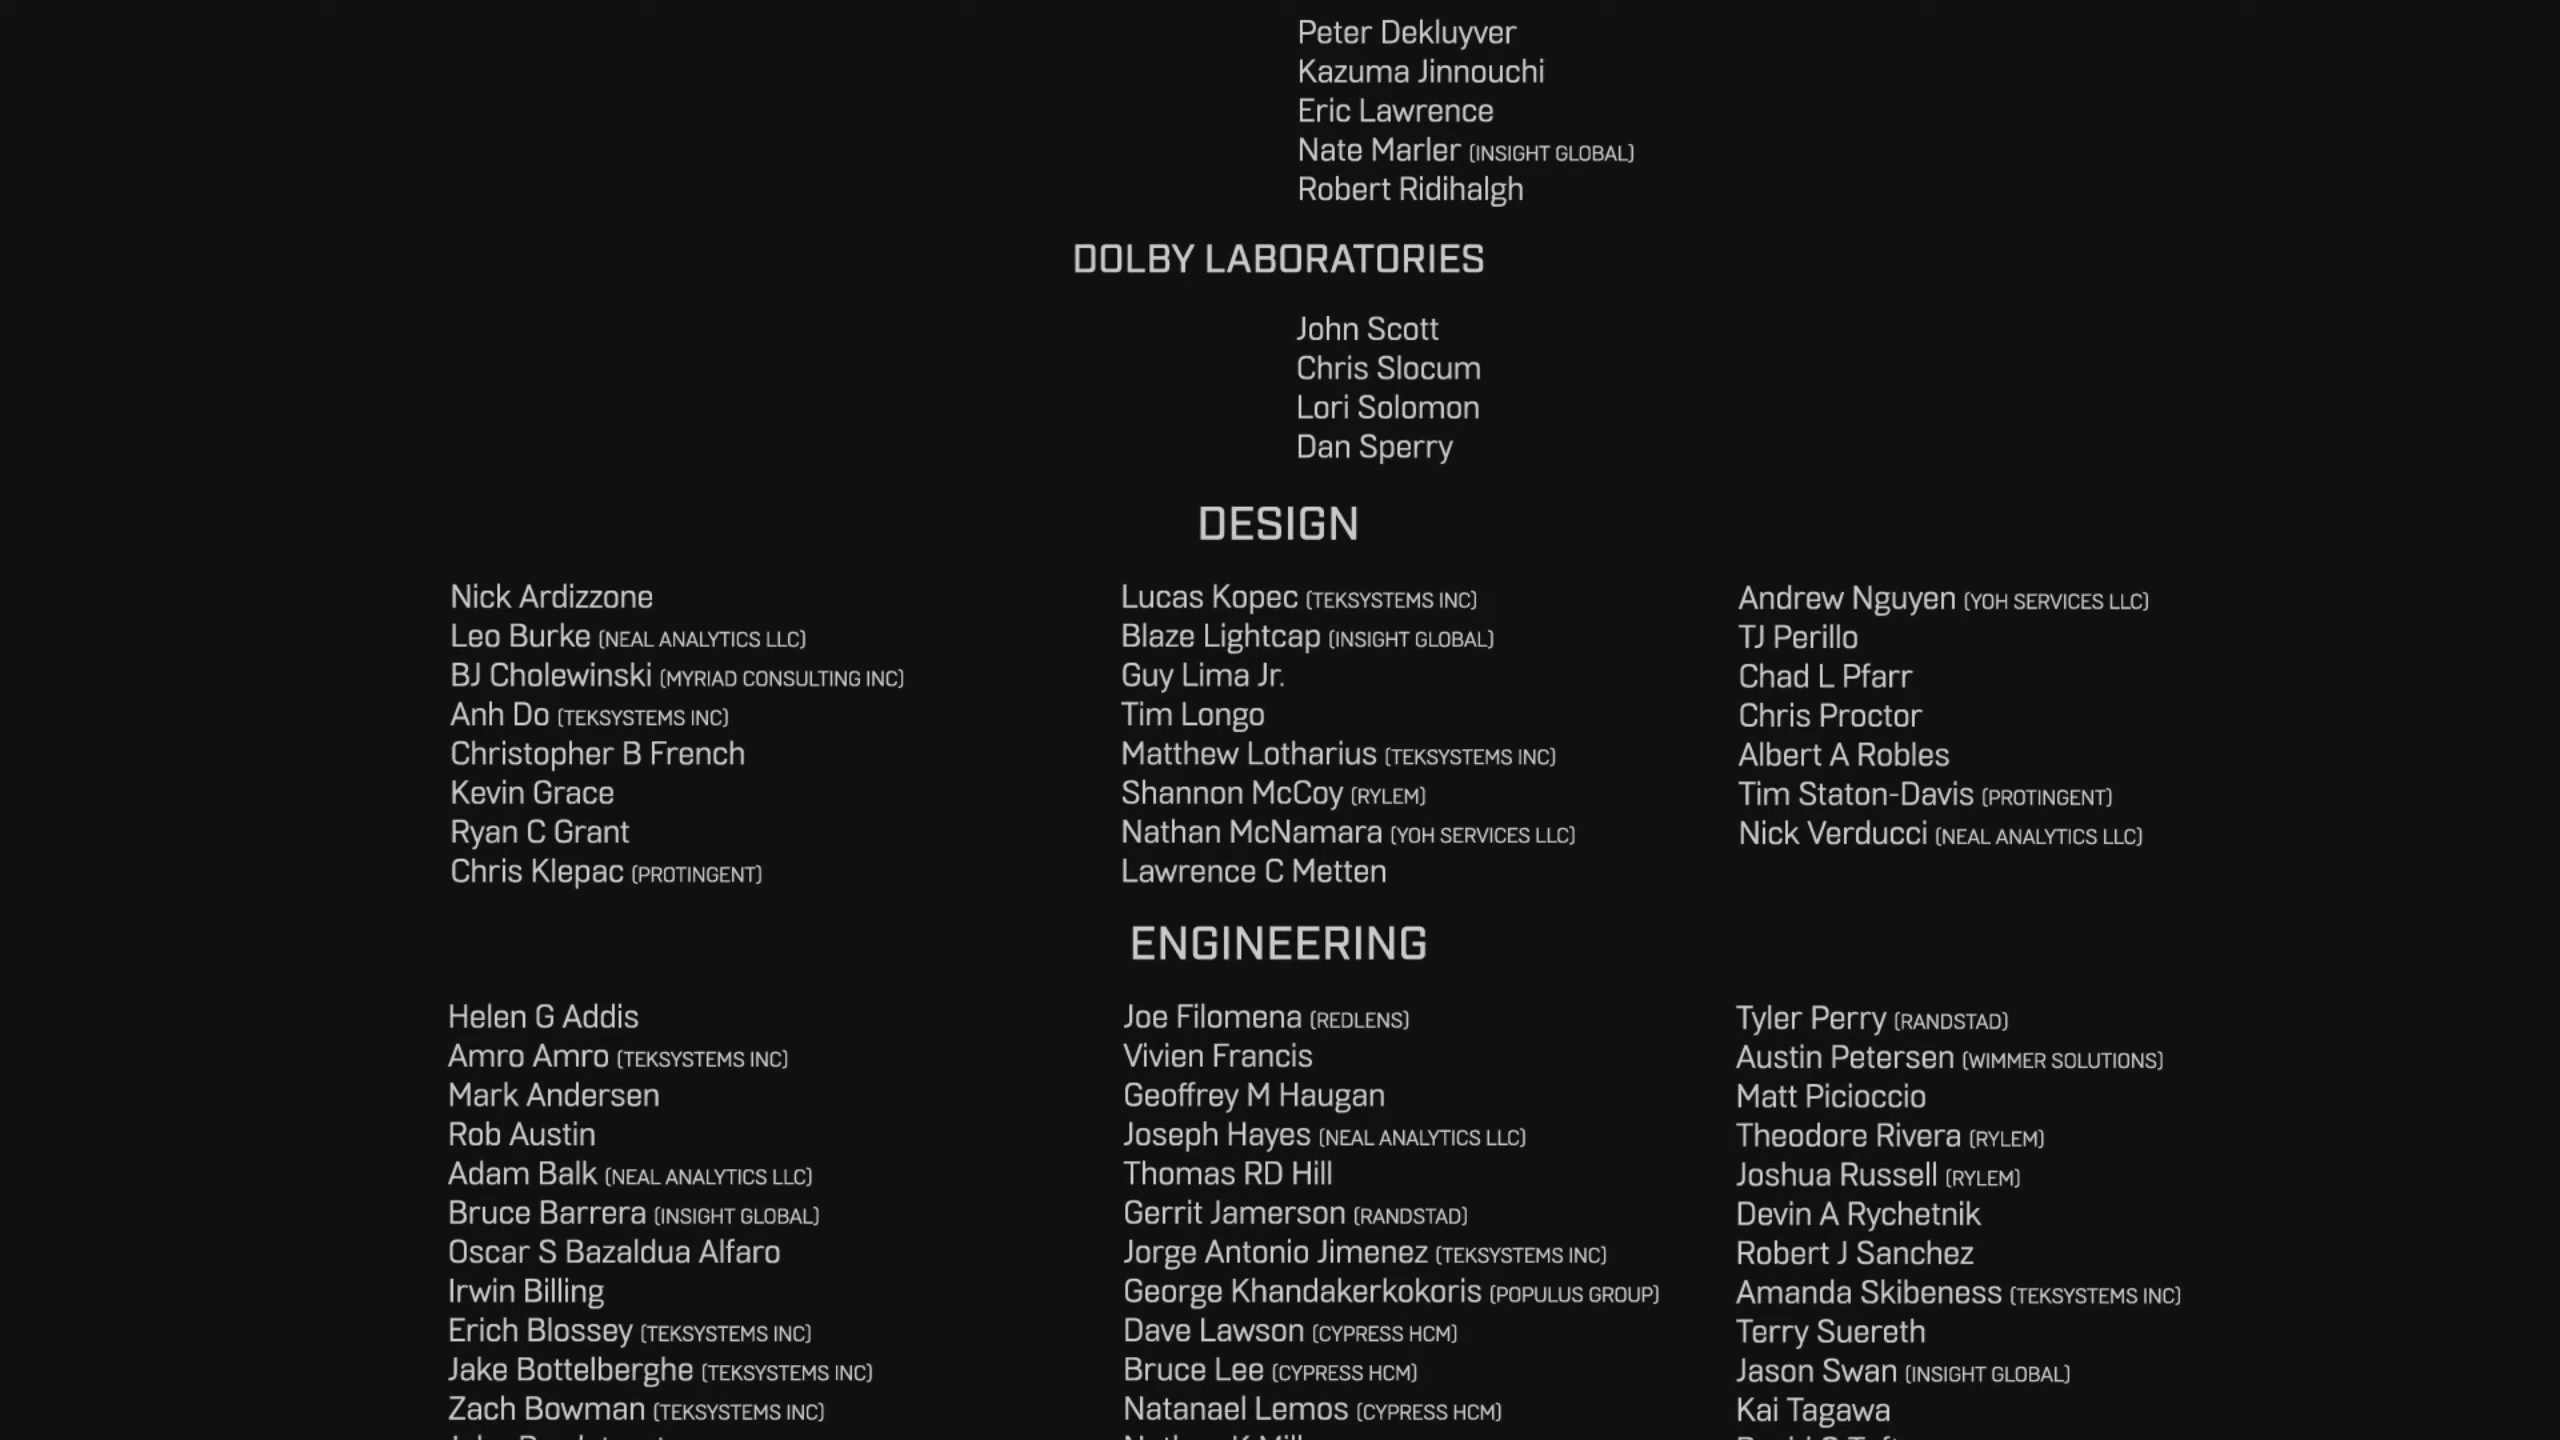 Peter Dekluyver
Kazuma Jinnouchi
Eric Lawrence
Nate Marler (INSIGHT GLOBAL)
Robert Ridihalgh
DOLBY LABORATORIES
John Scott
Chris Slocum
Lori Solomon
Dan Sperry
DESIGN
Nick Ardizzone
Leo Burke (NEAL ANALYTICS LLC)
BJ Cholewinski (MYRIAD CONSULTING INC)
Anh Do (TEKSYSTEMS INC)
Christopher B French
Kevin Grace
Ryan C Grant
Chris Klepac (PROTINGENT)
Lucas Kopec (TEKSYSTEMS INC)
Blaze Lightcap (INSIGHT GLOBAL)
Guy Lima Jr.
Tim Longo
Matthew Lotharius (TEKSYSTEMS INC)
Shannon McCoy (RYLEM)
Nathan McNamara (YOH SERVICES LLC)
Lawrence C Metten
Andrew Nguyen (YOH SERVICES LLC)
TJ Perillo
Chad L Pfarr
Chris Proctor
Albert A Robles
Tim Staton-Davis (PROTINGENT)
Nick Verducci (NEAL ANALYTICS LLC)
ENGINEERING
Helen G Addis
Amro Amro (TEKSYSTEMS INC)
Mark Andersen
Rob Austin
Adam Balk (NEAL ANALYTICS LLC)
Bruce Barrera (INSIGHT GLOBAL)
Oscar S Bazaldua Alfaro
Irwin Billing
Erich Blossey (TEKSYSTEMS INC)
Jake Bottelberghe (TEKSYSTEMS INC)
Zach Bowman (TEKSYSTEMS INC)
Joe Filomena (REDLENS)
Vivien Francis
Geoffrey M Haugan
Joseph Hayes (NEAL ANALYTICS LLC)
Thomas RD Hill
Gerrit Jamerson (RANDSTAD)
Jorge Antonio Jimenez (TEKSYSTEMS INC)
George Khandakerkokoris (POPULUS GROUP)
Dave Lawson (CYPRESS HCM)
Bruce Lee (CYPRESS HCM)
Natanael Lemos (CYPRESS HCM)
Tyler Perry (RANDSTAD)
Austin Petersen (WIMMER SOLUTIONS)
Matt Picioccio
Theodore Rivera (RYLEM)
Joshua Russell (RYLEM)
Devin A Rychetnik
Robert J Sanchez
Amanda Skibeness (TEKSYSTEMS INC)
Terry Suereth
Jason Swan (INSIGHT GLOBAL)
Kai Tagawa